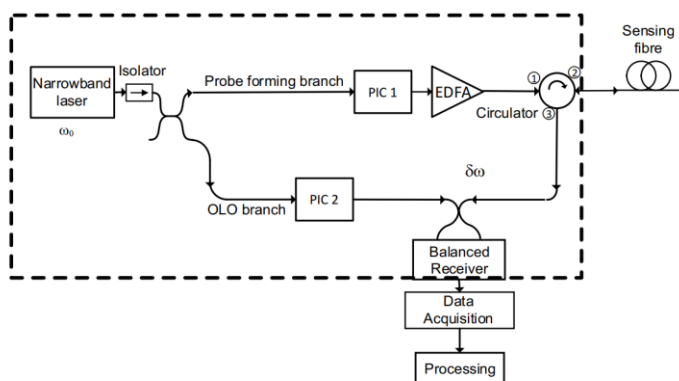 Sensing
fibre
Isolator
Narrowband
laser
Probe forming branch
PIC 1
EDFA
①
②
③
Circulator
ω₀
δω
OLO branch
PIC 2
Balanced
Receiver
Data
Acquisition
Processing